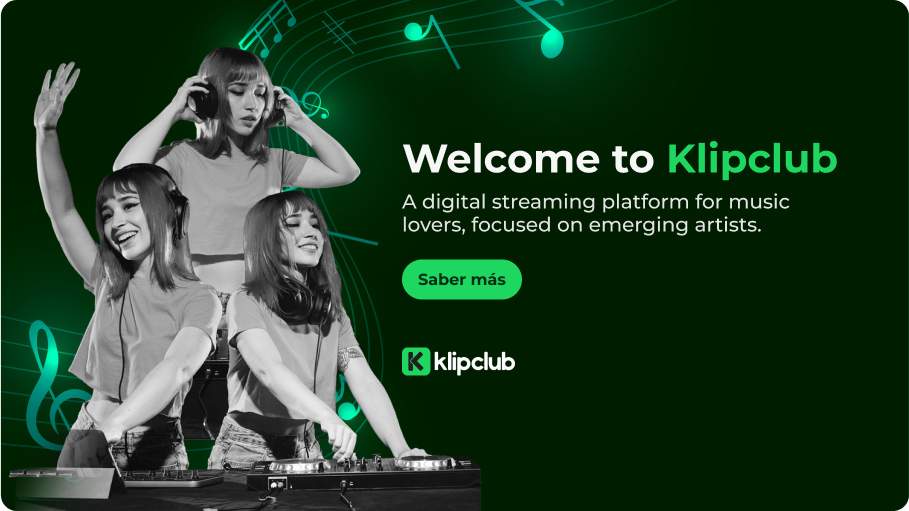 Welcome to Klipclub
A digital streaming platform for music
lovers, focused on emerging artists.
Saber más
klipclub